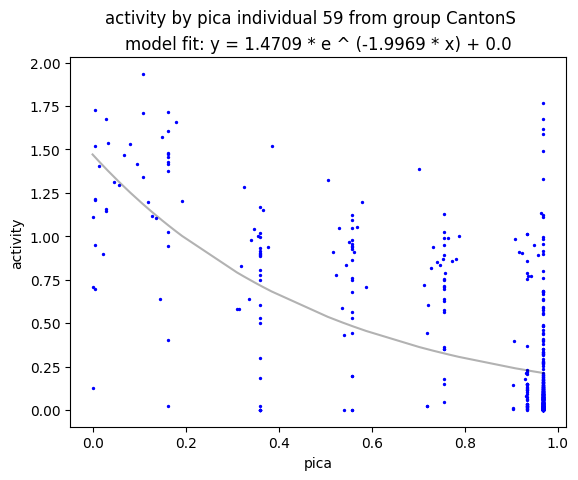 activity by pica individual 59 from group CantonS
model fit: y = 1.4709 * e ^ (-1.9969 * x) + 0.0
2.00
1.75
1.50
1.25
1.00
0.75
0.50
0.25
0.00
activity
0.0 0.2 0.4 0.6 0.8 1.0
pica